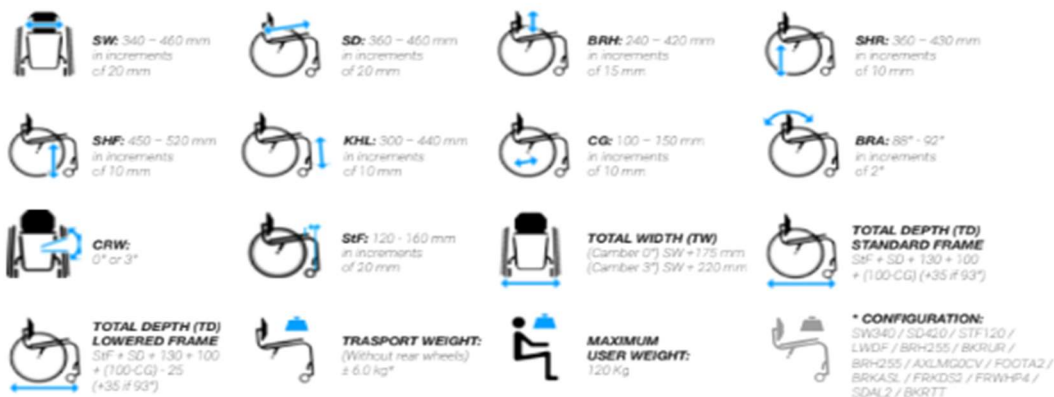 SW: 340 – 460 mm
in increments
of 20 mm
SD: 360 – 460 mm
in increments
of 20 mm
BRH: 240 – 420 mm
in increments
of 15 mm
SHR: 360 – 430 mm
in increments
of 10 mm
SHF: 450 – 520 mm
in increments
of 10 mm
KHL: 300 – 440 mm
in increments
of 10 mm
CG: 100 – 150 mm
in increments
of 10 mm
BRA: 88° - 92°
in increments
of 2°
CRW:
0° or 3°
StF: 120 - 160 mm
in increments
of 20 mm
TOTAL WIDTH (TW)
(Camber 0°) SW +175 mm
(Camber 3°) SW + 220 mm
TOTAL DEPTH (TD)
STANDARD FRAME
StF + SD + 130 + 100
+ (100-CG) (+35 if 93°)
TOTAL DEPTH (TD)
LOWERED FRAME
StF + SD + 130 + 100
+ (100-CG) - 25
(+35 if 93°)
TRASPORT WEIGHT:
(Without rear wheels)
± 6.0 kg*
MAXIMUM
USER WEIGHT:
120 Kg
* CONFIGURATION:
SW340 / SD420 / STF120 /
LWDF / BRH255 / BKRUR /
BRH255 / AXLMG0CV / FOOTA2 /
BRKASL / FRKDS2 / FRWHP4 /
SDAL2 / BKRTT